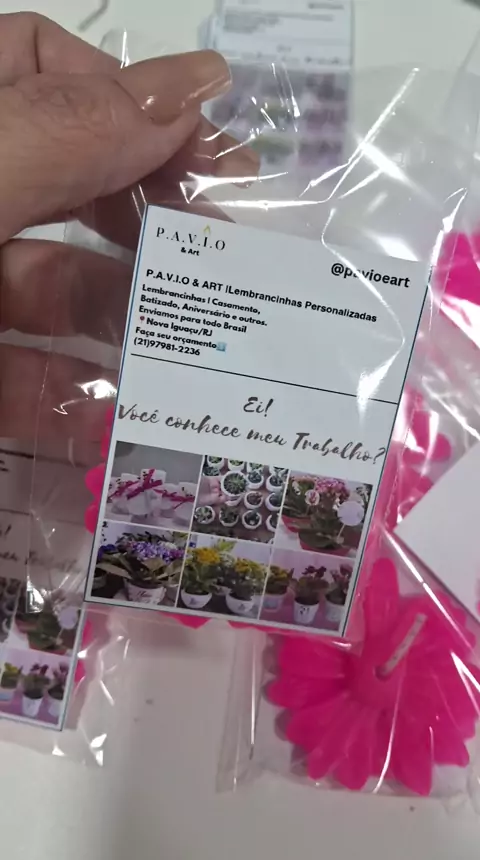 P.A.V.I.O
& Art
@pavioeart
P.A.V.I.O & ART |Lembrancinhas Personalizadas
Lembrancinhas | Casamento,
Batizado, Aniversário e outros.
Enviamos para todo Brasil
📍Nova Iguaçu/RJ
Faça seu orçamento
(21)97981-2236
Ei!
Você conhece meu Trabalho?